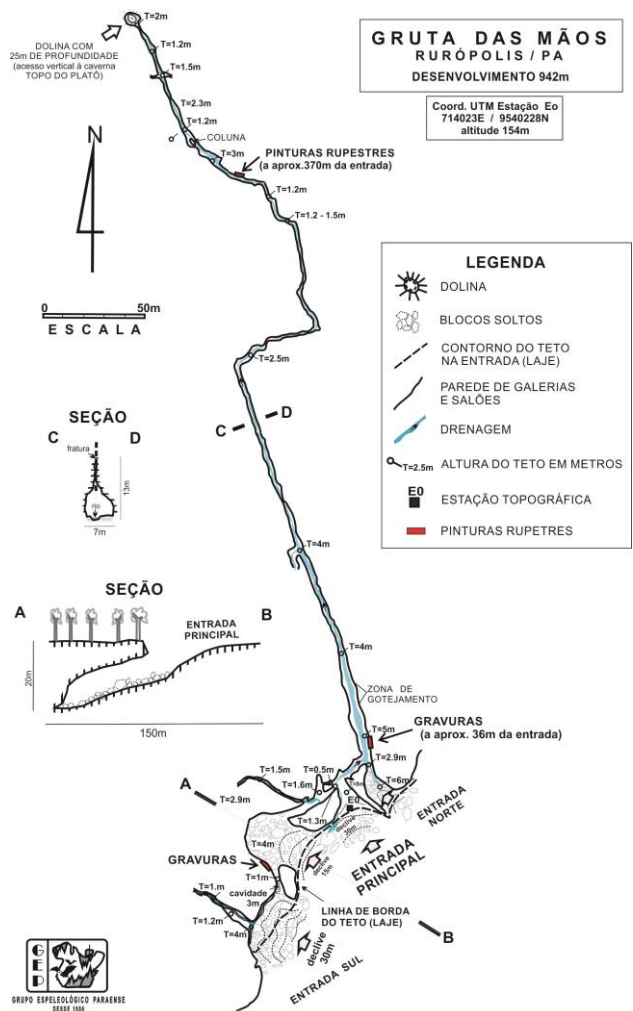 GRUTA DAS MÃOS
RURÓPOLIS / PA
DESENVOLVIMENTO 942m
Coord. UTM Estação Eo
714023E / 9540228N
altitude 154m
T=2m
DOLINA COM
25m DE PROFUNDIDADE
(acesso vertical à caverna
TOPO DO PLATÔ)
T=1.2m
T=1.5m
T=2.3m
T=1.2m
COLUNA
T=3m
PINTURAS RUPESTRES
(a aprox.370m da entrada)
T=1.2m
T=1.2 - 1.5m
N
0 50m
ESCALA
T=2.5m
C D
LEGENDA
DOLINA
BLOCOS SOLTOS
CONTORNO DO TETO
NA ENTRADA (LAJE)
PAREDE DE GALERIAS
E SALÕES
DRENAGEM
T=2.5m ALTURA DO TETO EM METROS
E0 ESTAÇÃO TOPOGRÁFICA
PINTURAS RUPETRES
SEÇÃO
C D
fratura
rio
13m
7m
T=4m
SEÇÃO
A B
ENTRADA
PRINCIPAL
20m
150m
T=4m
ZONA DE
GOTEJAMENTO
T=5m
GRAVURAS
(a aprox. 36m da entrada)
T=2.9m
T=0.5m
T=1.5m
T=1.6m
T=6m
A
T=2.9m
E0
T=1.3m
declive
30m
ENTRADA
NORTE
T=4m
ENTRADA
PRINCIPAL
declive
15m
GRAVURAS
T=1m
T=1.m
cavidade
3m
T=1.2m
T=4m
LINHA DE BORDA
DO TETO (LAJE)
B
declive
30m
ENTRADA SUL
GEP
GRUPO ESPELEOLÓGICO PARAENSE
DESDE 1986